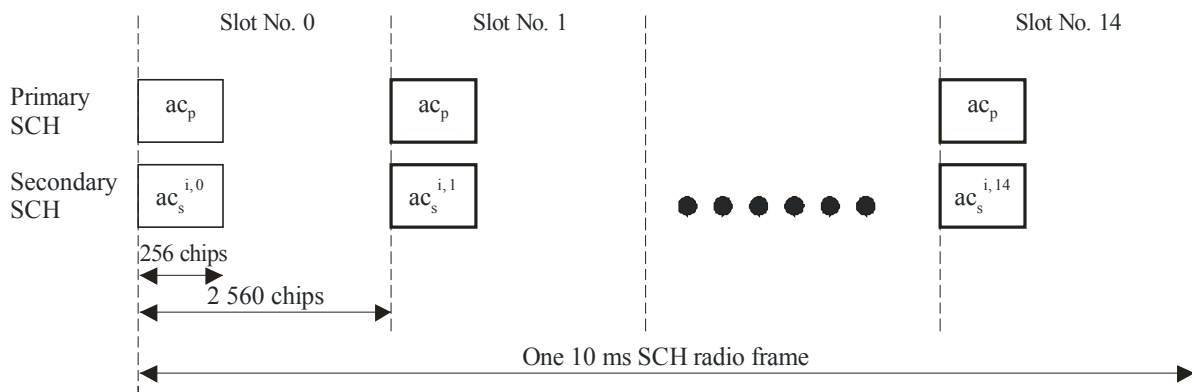 Slot No. 0 Slot No. 1 Slot No. 14
Primary SCH ac_p ac_p ac_p
Secondary SCH ac_s^{i, 0} ac_s^{i, 1} ac_s^{i, 14}
256 chips
2 560 chips
One 10 ms SCH radio frame